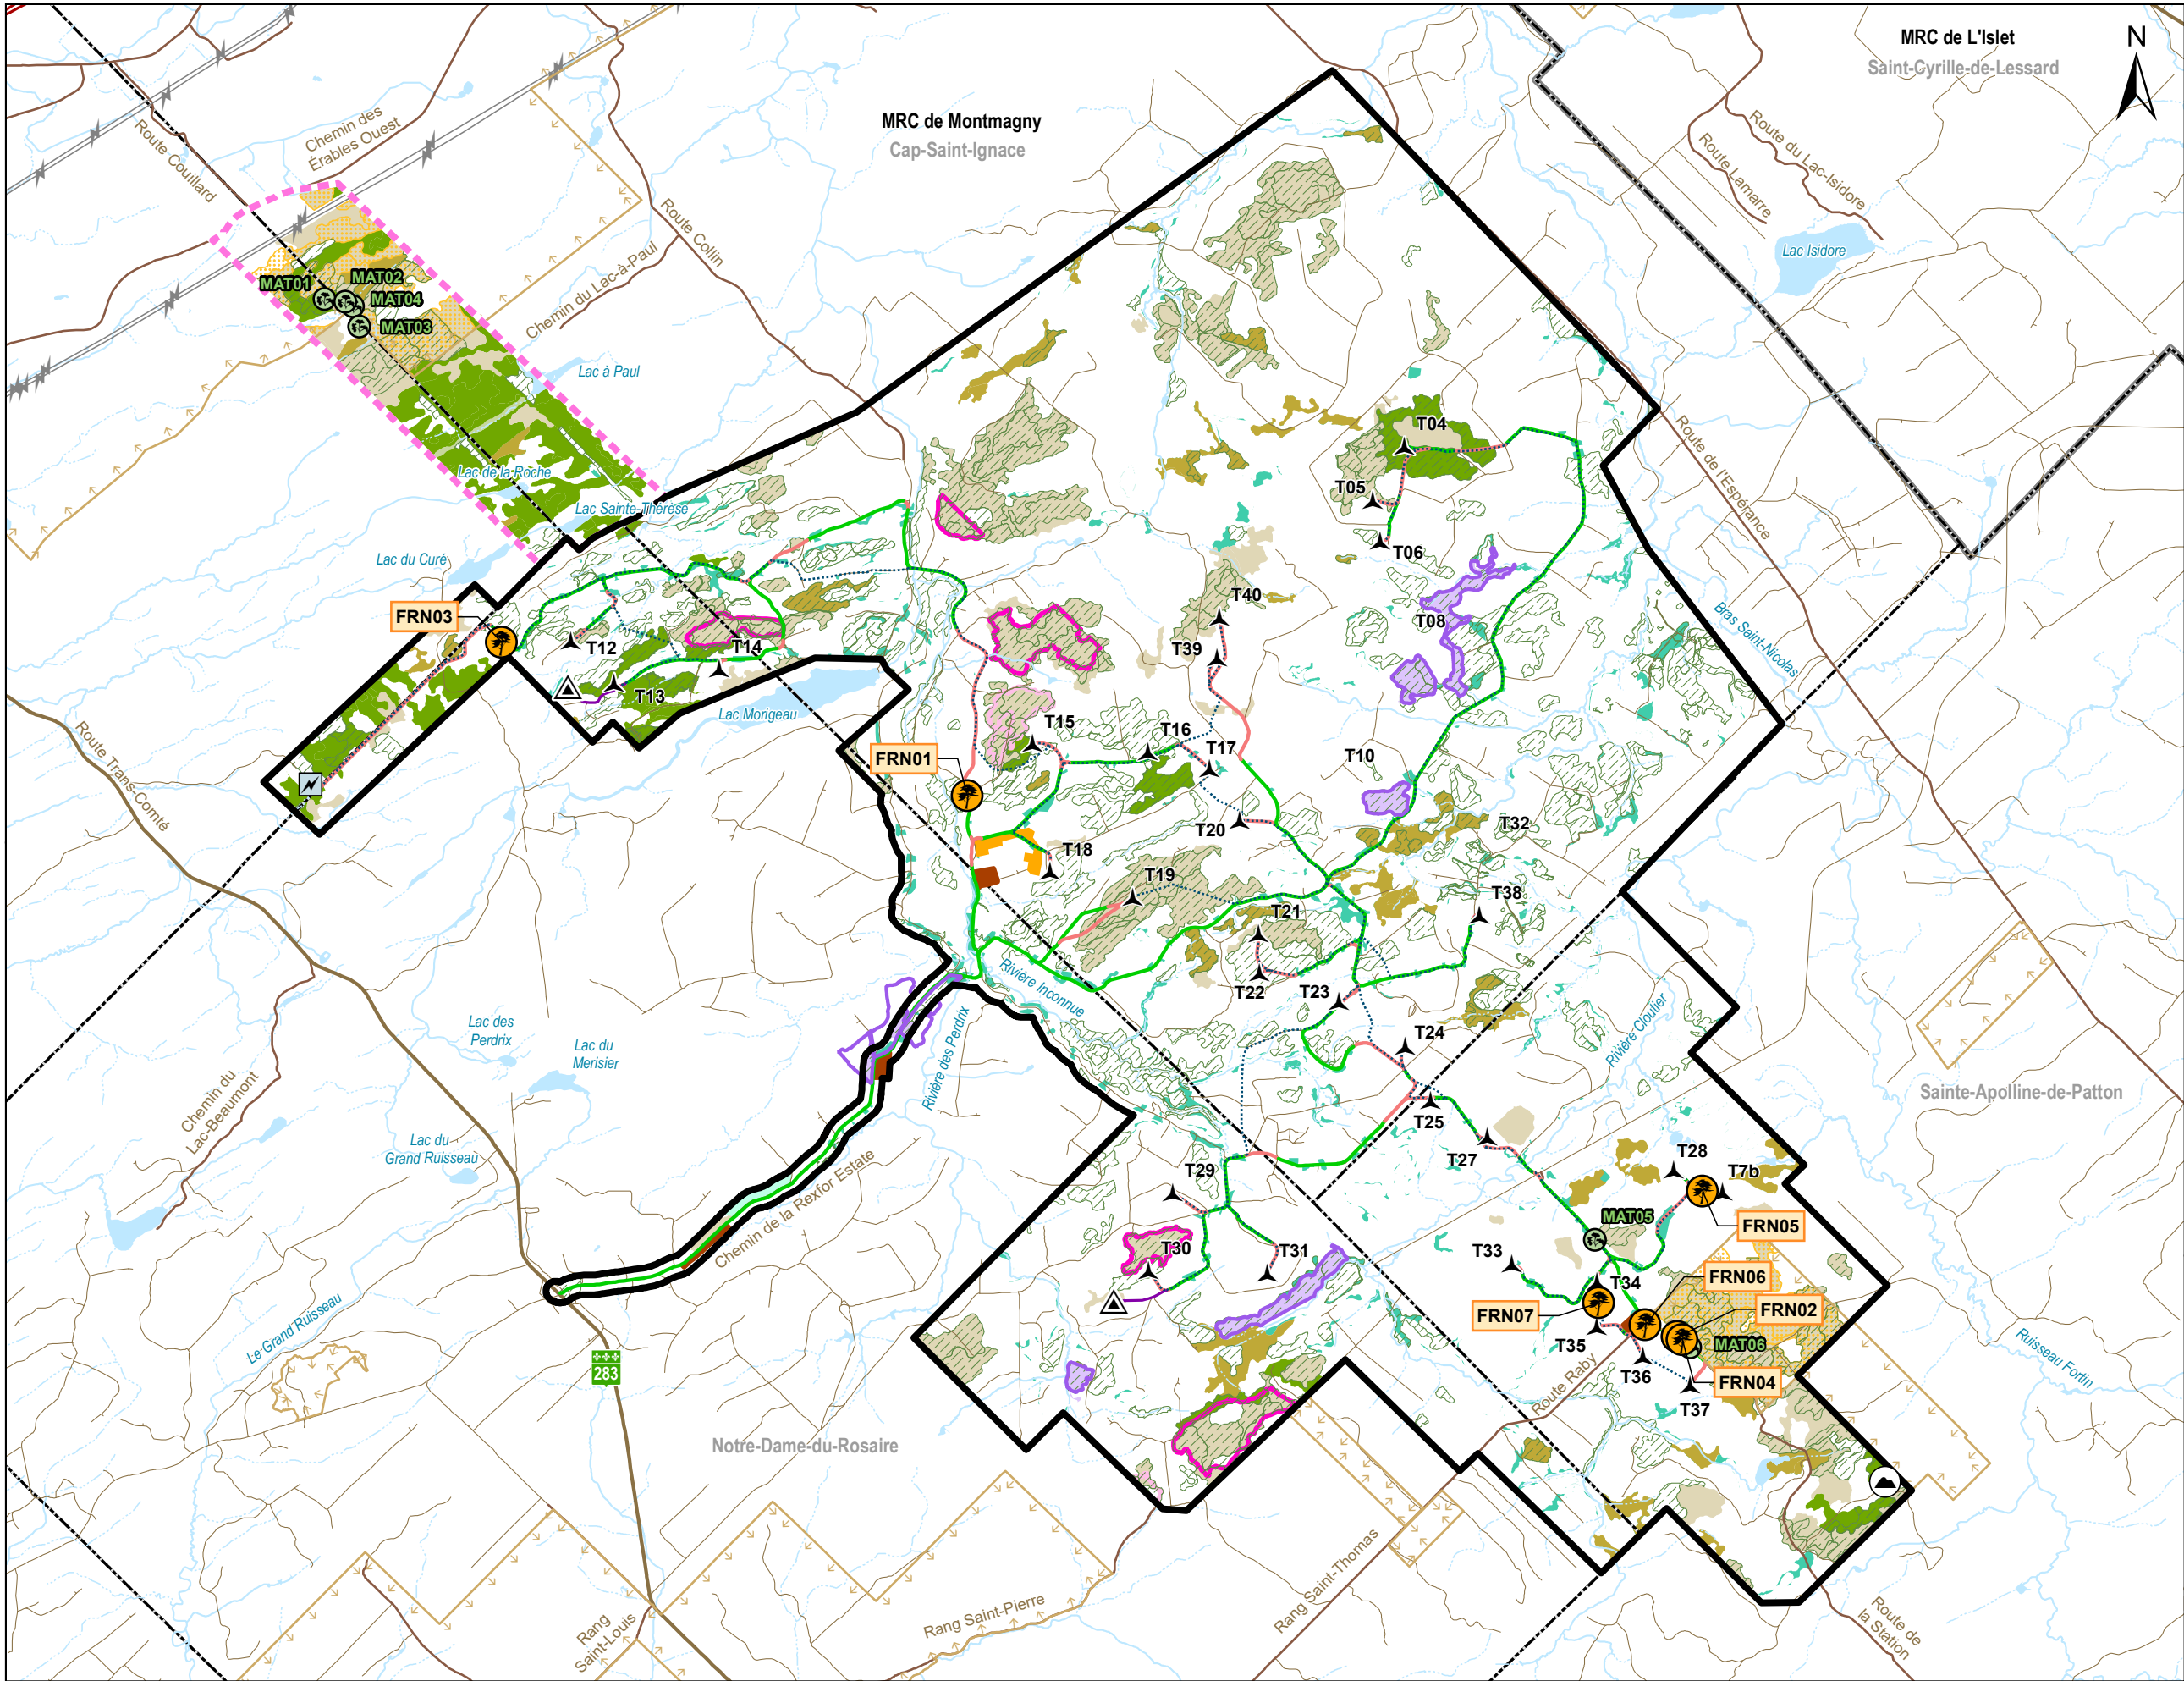 MRC de L'Islet
Saint-Cyrille-de-Lessard
N
MRC de Montmagny
Cap-Saint-Ignace
Chemin des
Érables Ouest
Route Couillard
Route Collin
Chemin du Lac-à-Paul
Route du Lac-Isidore
Route Lamarre
Lac Isidore
MAT01
MAT02
MAT04
MAT03
Lac à Paul
Lac de la Roche
Lac Sainte-Thérèse
Lac du Curé
FRN03
T04
T05
T06
Route de l'Espérance
Bras Saint-Nicolas
T08
T40
T39
T12
T14
T13
Lac Morigeau
Route Trans-Comté
T15
T16
T17
T10
FRN01
T20
T32
T18
T19
T38
T21
T22
T23
Rivière Inconnue
Rivière des Perdrix
Lac des
Perdrix
Lac du
Merisier
T24
Rivière Cloutier
Sainte-Apolline-de-Patton
Chemin du
Lac-Beaumont
Lac du
Grand Ruisseau
T25
T27
T28
T7b
T29
Chemin de la Rexfor Estate
MAT05
FRN05
T30
T31
T33
T34
FRN06
FRN07
FRN02
T35
MAT06
T36
FRN04
T37
Le Grand Ruisseau
283
Route Raby
Ruisseau Fortin
Notre-Dame-du-Rosaire
Rang
Saint-Louis
Rang Saint-Pierre
Rang Saint-Thomas
Route de
la Station